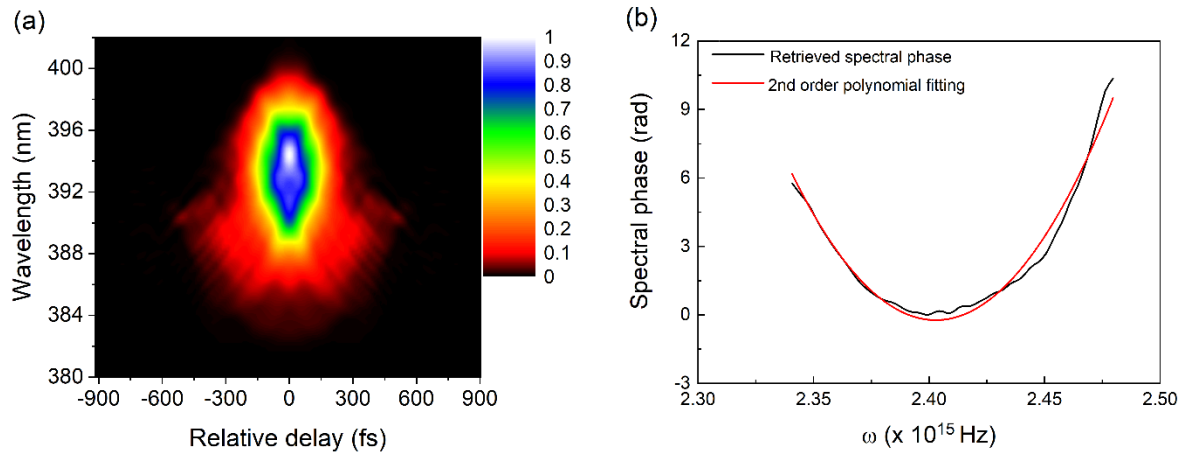 (a)
400
396
392
388
384
380
Wavelength (nm)
-900 -600 -300 0 300 600 900
Relative delay (fs)
1
0.9
0.8
0.7
0.6
0.5
0.4
0.3
0.2
0.1
0
(b)
12
9
6
3
0
-3
Spectral phase (rad)
Retrieved spectral phase
2nd order polynomial fitting
2.30 2.35 2.40 2.45 2.50
ω (x 10¹⁵ Hz)